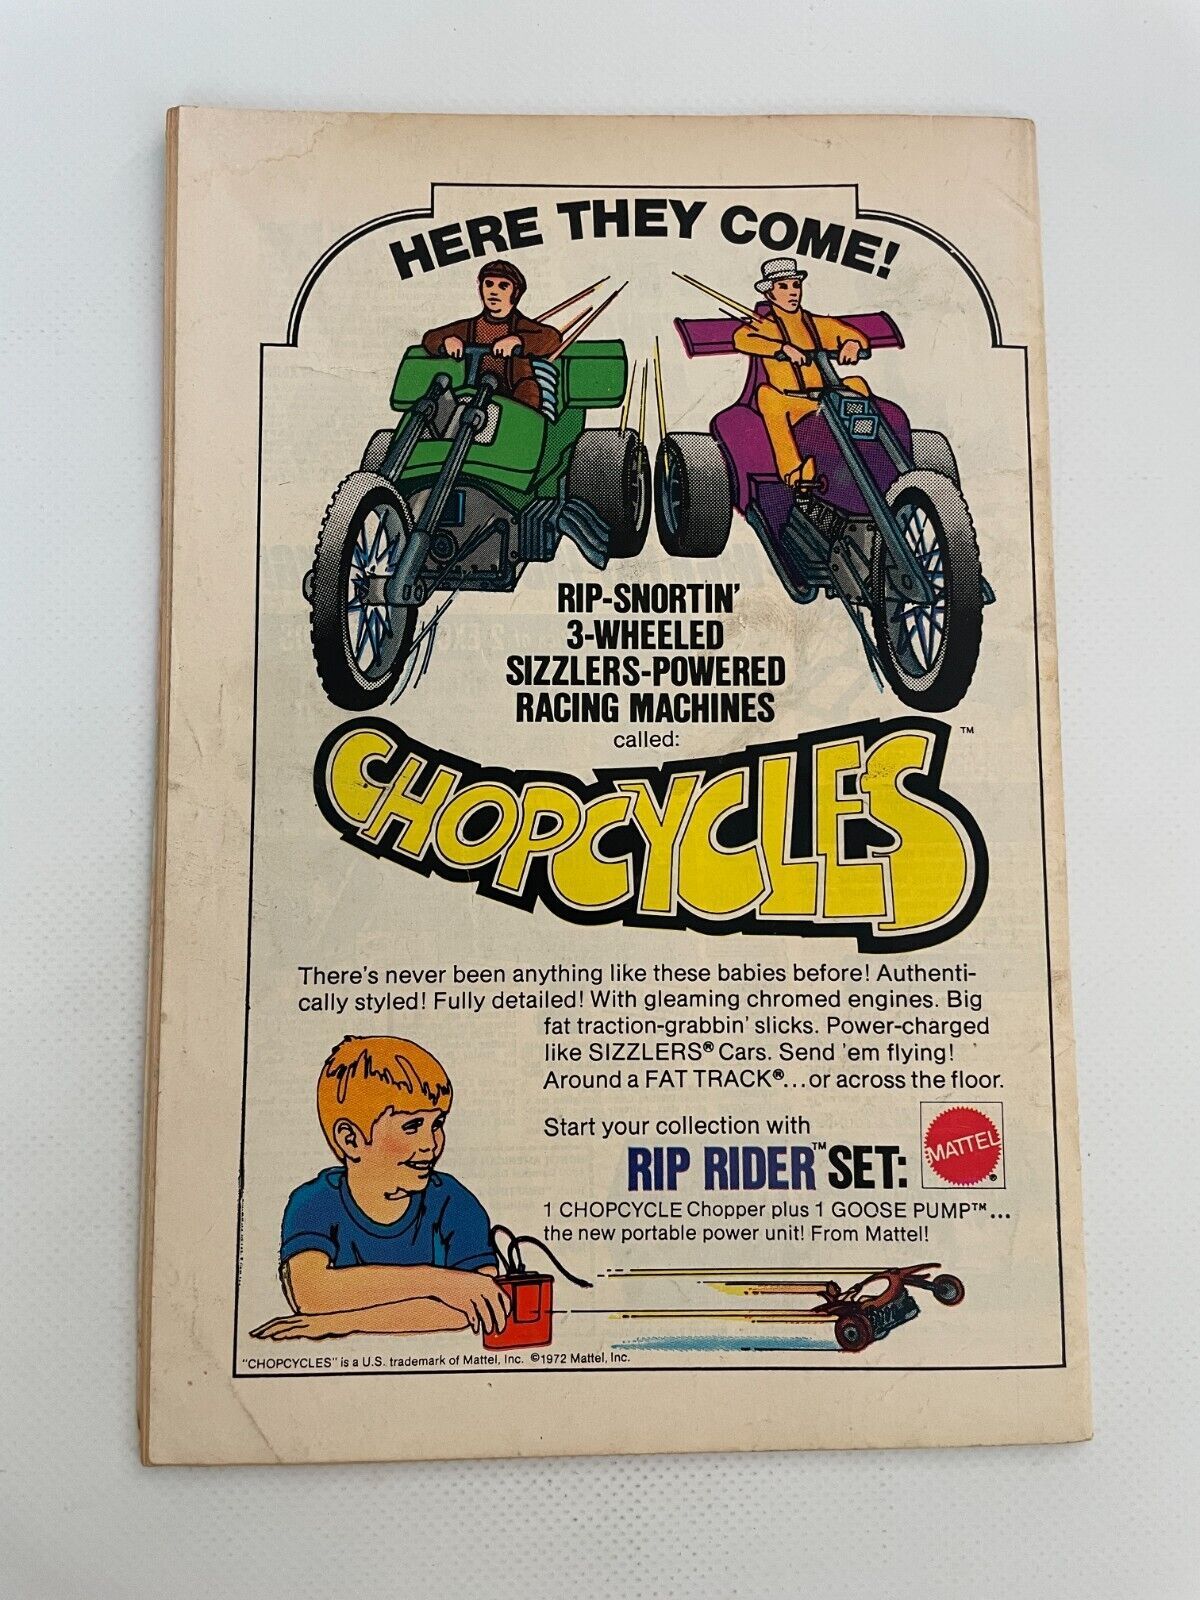 HERE THEY COME!
RIP-SNORTIN'
3-WHEELED
SIZZLERS-POWERED
RACING MACHINES
called:
CHOPCYCLES™
There's never been anything like these babies before! Authenti-
cally styled! Fully detailed! With gleaming chromed engines. Big
fat traction-grabbin' slicks. Power-charged
like SIZZLERS® Cars. Send 'em flying!
Around a FAT TRACK®...or across the floor.
Start your collection with
RIP RIDER™ SET:
MATTEL®
1 CHOPCYCLE Chopper plus 1 GOOSE PUMP™...
the new portable power unit! From Mattel!
"CHOPCYCLES" is a U.S. trademark of Mattel, Inc. ©1972 Mattel, Inc.